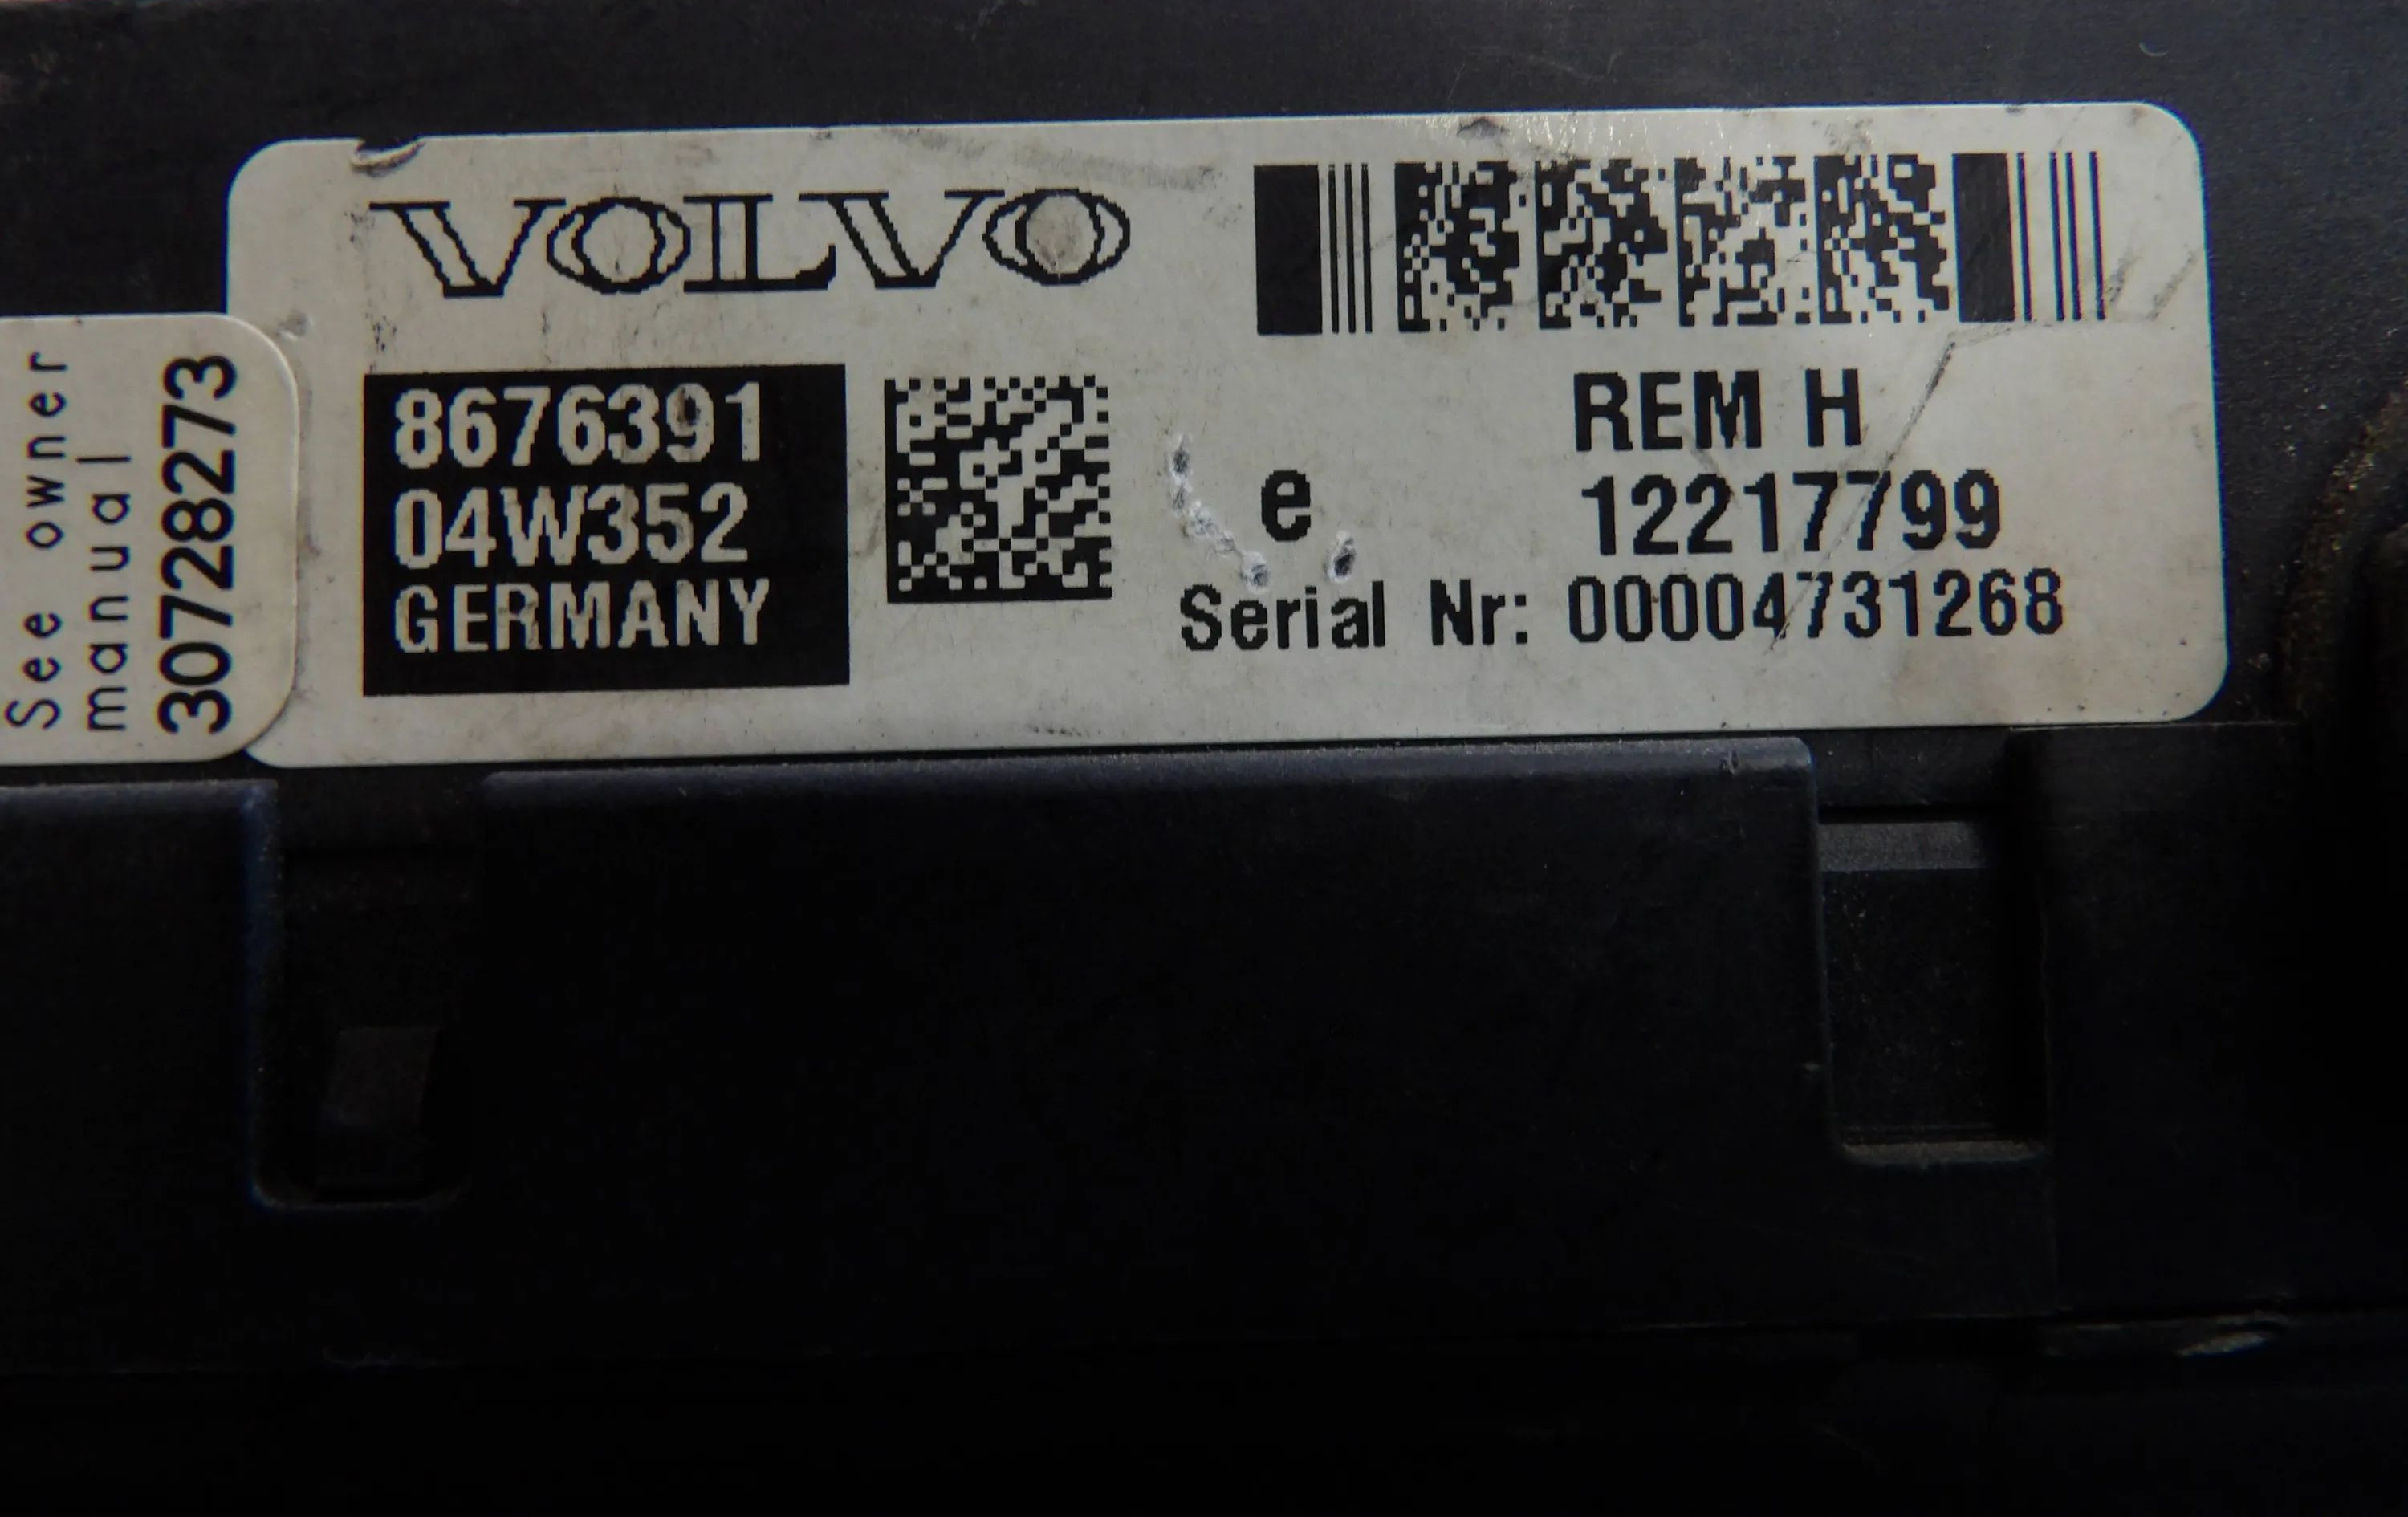 VOLVO
8676391
04W352
GERMANY
e
REM H
12217799
Serial Nr: 00004731268
See owner
manual
30728273